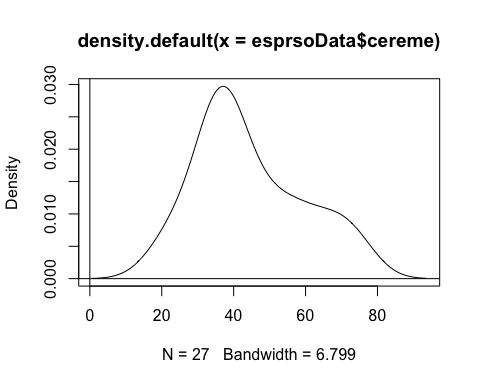 density.default(x = esprsoData$cereme)
Density
0.030
0.020
0.010
0.000
0 20 40 60 80
N = 27 Bandwidth = 6.799